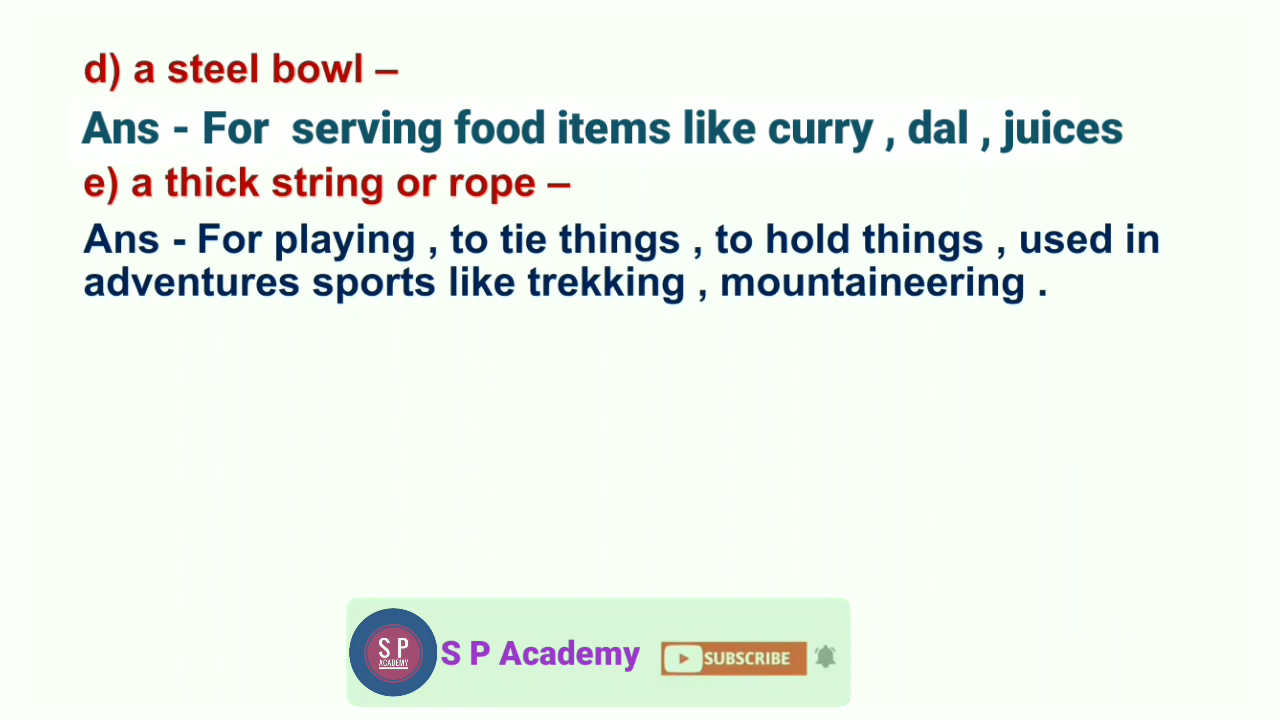 d) a steel bowl –
Ans - For  serving food items like curry , dal , juices
e) a thick string or rope –
Ans - For playing , to tie things , to hold things , used in
adventures sports like trekking , mountaineering .
S P
ACADEMY
S P Academy
SUBSCRIBE